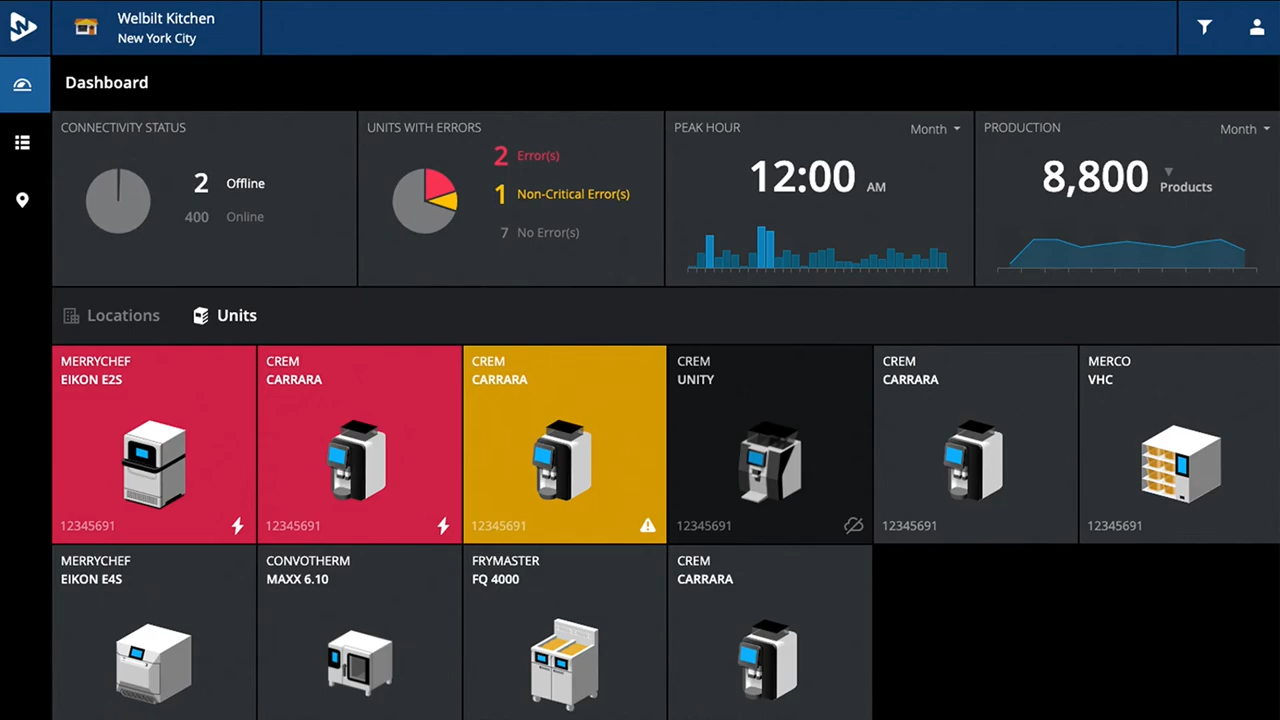 Welbilt Kitchen
New York City
Dashboard
CONNECTIVITY STATUS
2 Offline
400 Online
UNITS WITH ERRORS
2 Error(s)
1 Non-Critical Error(s)
7 No Error(s)
PEAK HOUR
Month
12:00 AM
PRODUCTION
Month
8,800 Products
Locations
Units
MERRYCHEF
EIKON E2S
12345691
CREM
CARRARA
12345691
CREM
CARRARA
12345691
CREM
UNITY
12345691
CREM
CARRARA
12345691
MERCO
VHC
12345691
MERRYCHEF
EIKON E4S
CONVOTHERM
MAXX 6.10
FRYMASTER
FQ 4000
CREM
CARRARA